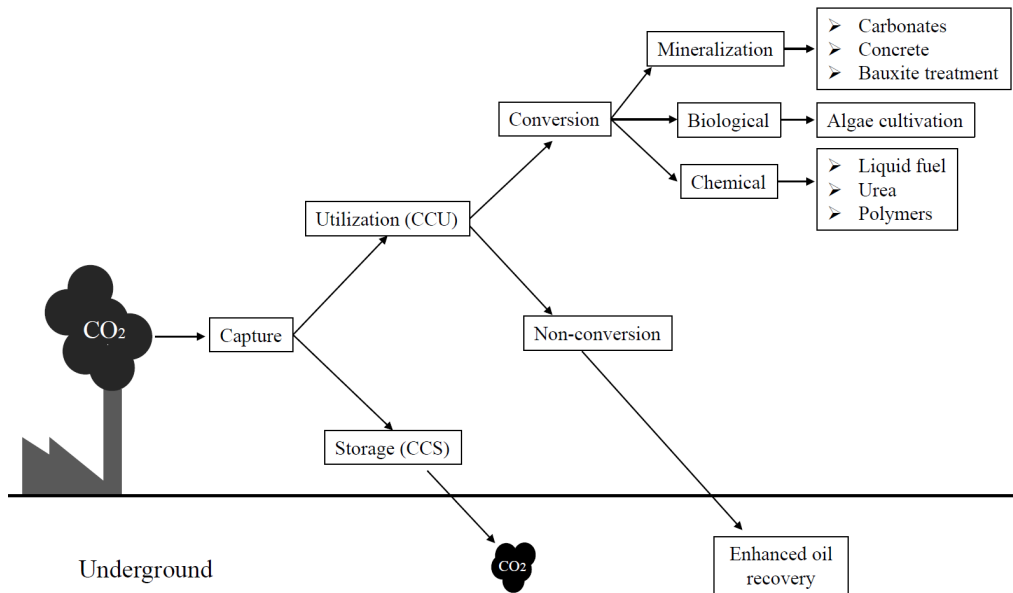 Carbonates
Concrete
Bauxite treatment
Mineralization
Conversion
Biological
Algae cultivation
Chemical
Liquid fuel
Urea
Polymers
Utilization (CCU)
CO₂
Capture
Non-conversion
Storage (CCS)
Underground
CO₂
Enhanced oil
recovery